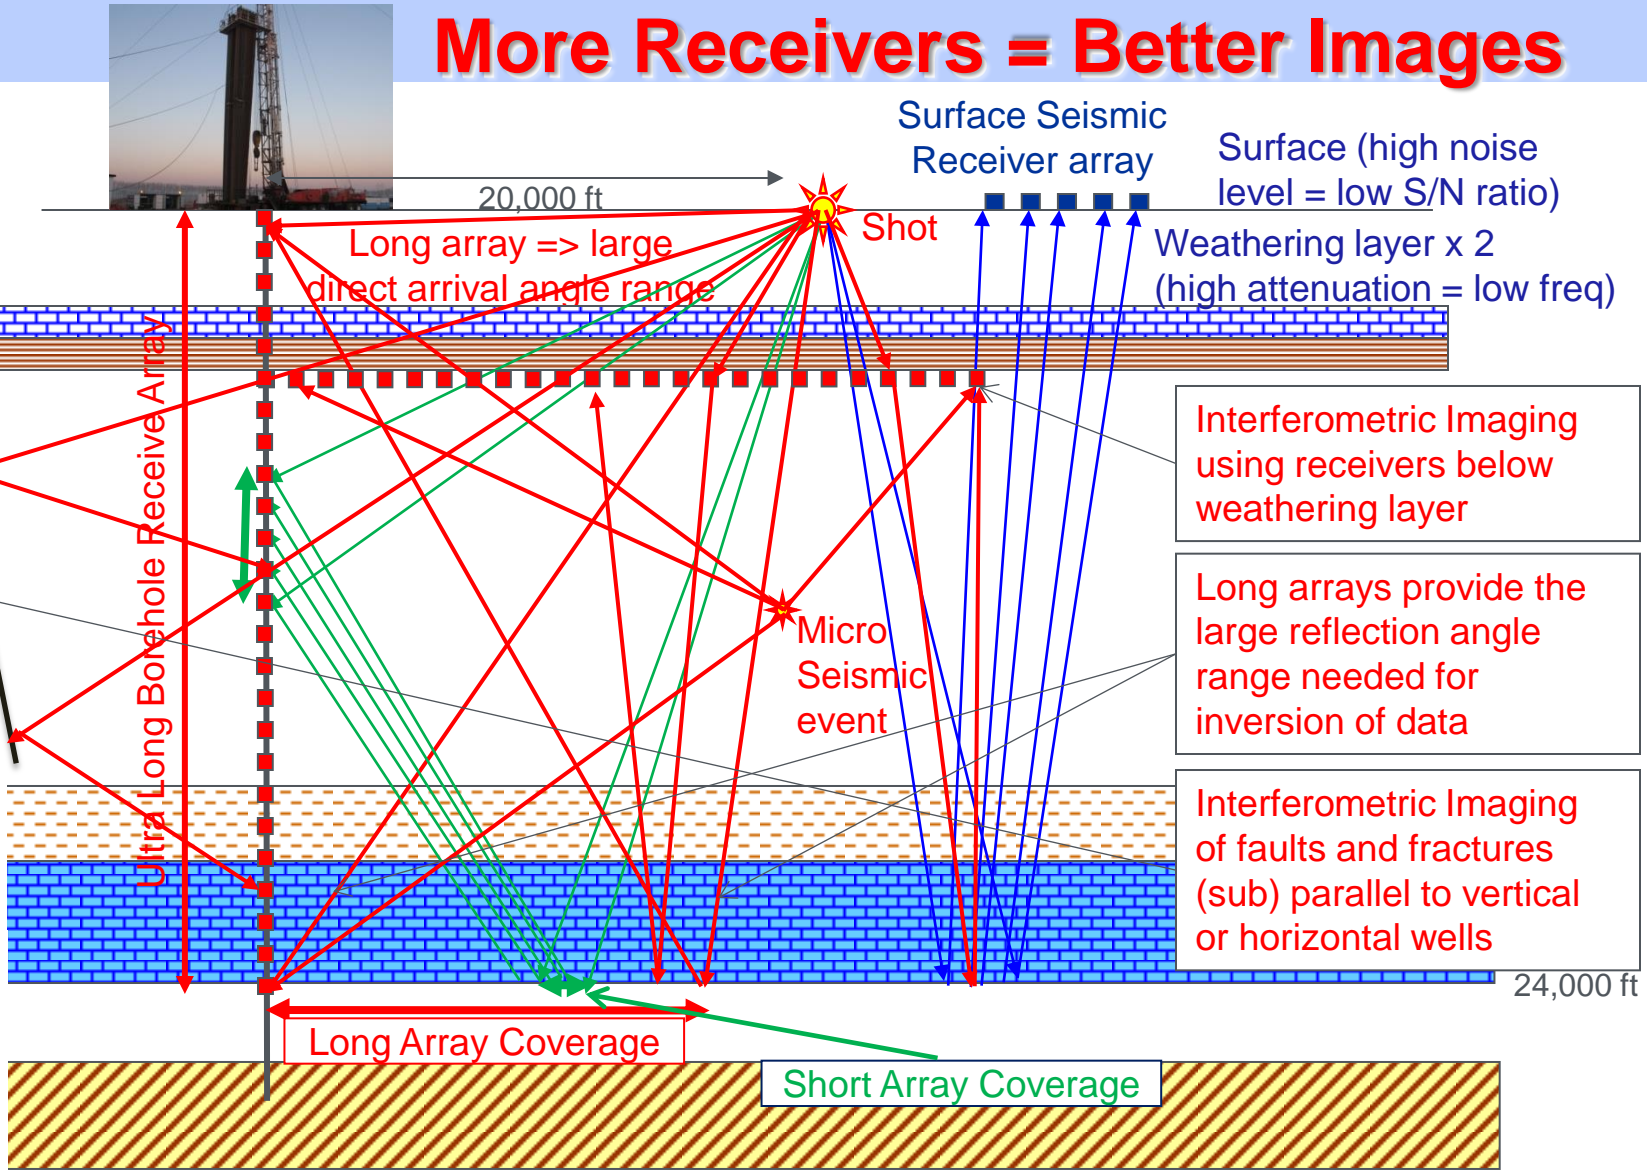 More Receivers = Better Images
Surface Seismic
Receiver array
Surface (high noise
level = low S/N ratio)
20,000 ft
Shot
Long array => large
direct arrival angle range
Weathering layer x 2
(high attenuation = low freq)
Ultra Long Borehole Receive Array
Interferometric Imaging
using receivers below
weathering layer
Long arrays provide the
large reflection angle
range needed for
inversion of data
Micro
Seismic
event
Interferometric Imaging
of faults and fractures
(sub) parallel to vertical
or horizontal wells
24,000 ft
Long Array Coverage
Short Array Coverage